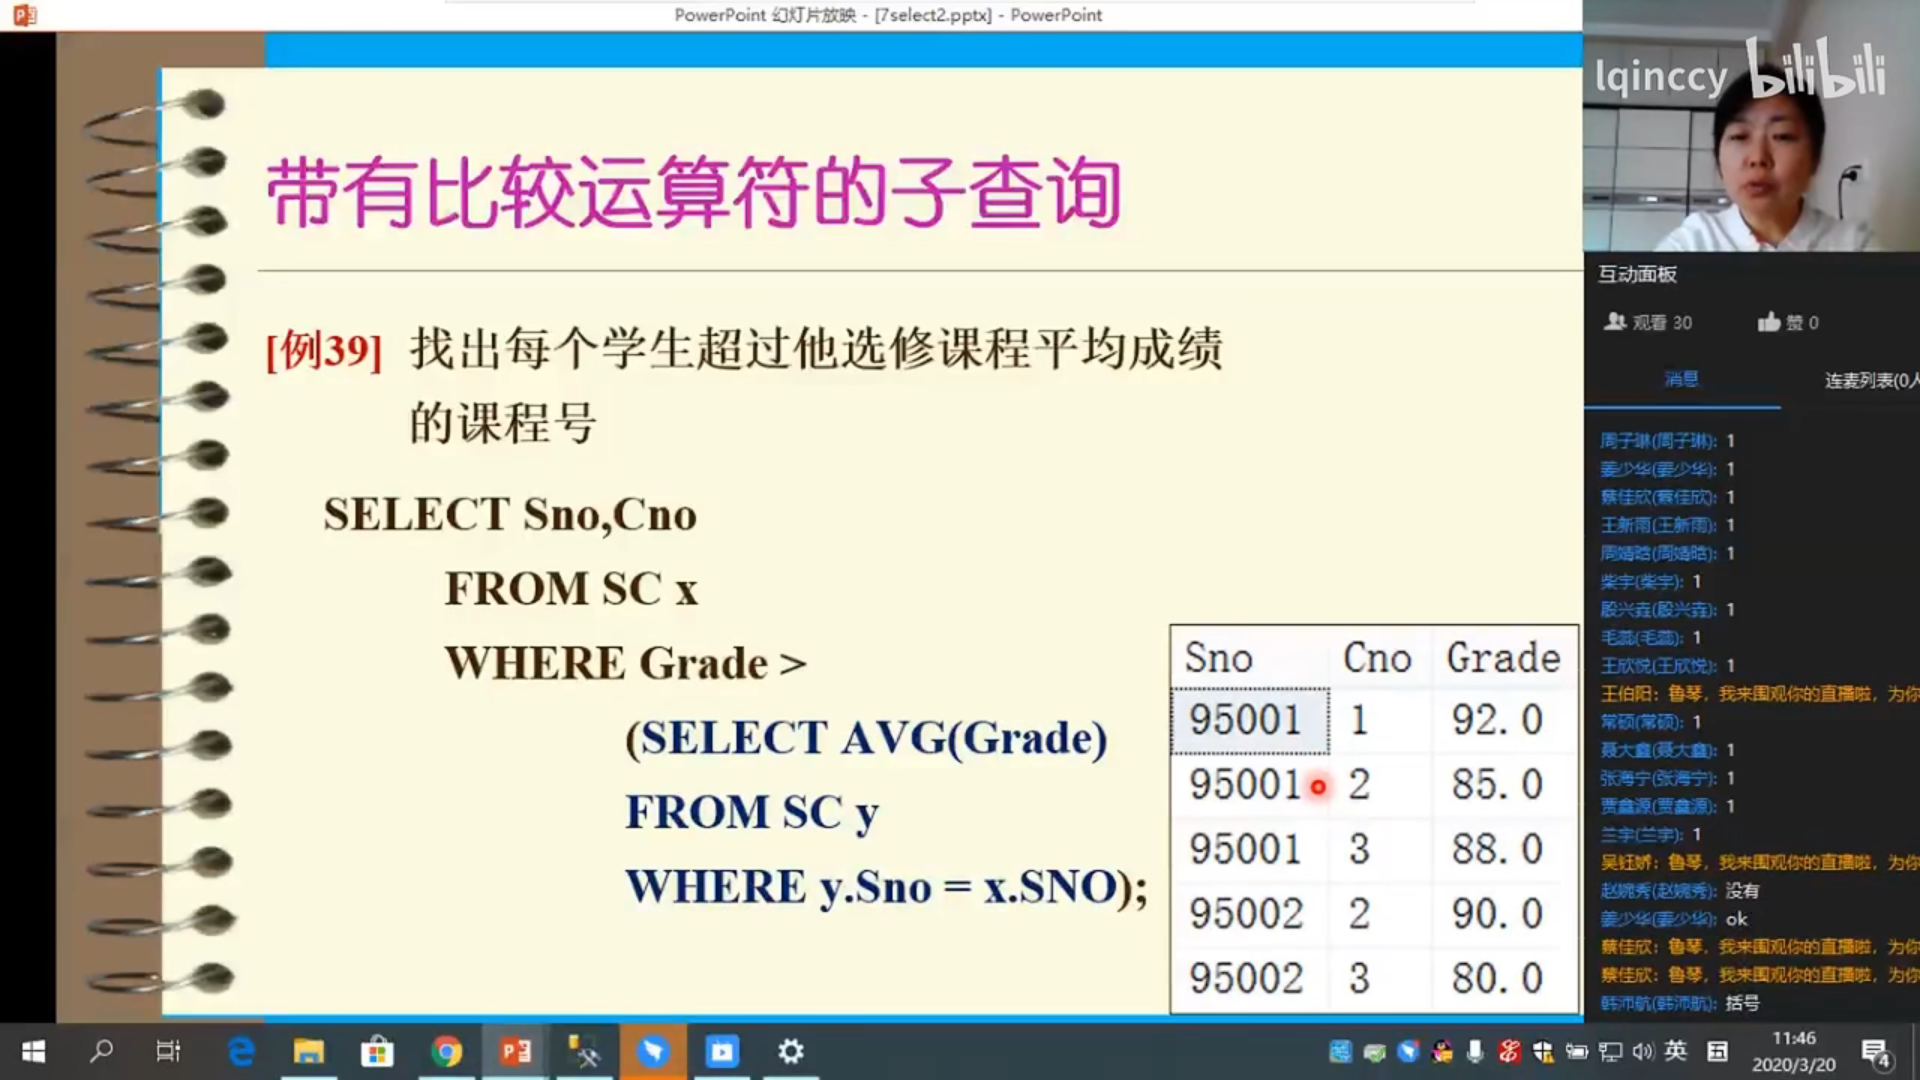 PowerPoint 幻灯片放映 - [7select2.pptx] - PowerPoint
lqinccy bilibili
带有比较运算符的子查询
[例39] 找出每个学生超过他选修课程平均成绩
的课程号
SELECT Sno,Cno
FROM SC x
WHERE Grade >
(SELECT AVG(Grade)
FROM SC y
WHERE y.Sno = x.SNO);
Sno Cno Grade
95001 1 92.0
95001 2 85.0
95001 3 88.0
95002 2 90.0
95002 3 80.0
互动面板
观看 30 赞 0
消息 连麦列表(0人
周子琳(周子琳): 1
姜少华(姜少华): 1
蔡佳欣(蔡佳欣): 1
王新雨(王新雨): 1
周婧晗(周婧晗): 1
柴宇(柴宇): 1
殷兴垚(殷兴垚): 1
毛蕊(毛蕊): 1
王欣悦(王欣悦): 1
王伯阳: 鲁琴，我来围观你的直播啦，为你
常硕(常硕): 1
聂大鑫(聂大鑫): 1
张海宁(张海宁): 1
贾鑫源(贾鑫源): 1
兰宇(兰宇): 1
吴钰娇: 鲁琴，我来围观你的直播啦，为你
赵婉秀(赵婉秀): 没有
姜少华(姜少华): ok
蔡佳欣: 鲁琴，我来围观你的直播啦，为你
蔡佳欣: 鲁琴，我来围观你的直播啦，为你
韩沛航(韩沛航): 括号
英 五
11:46
2020/3/20
4